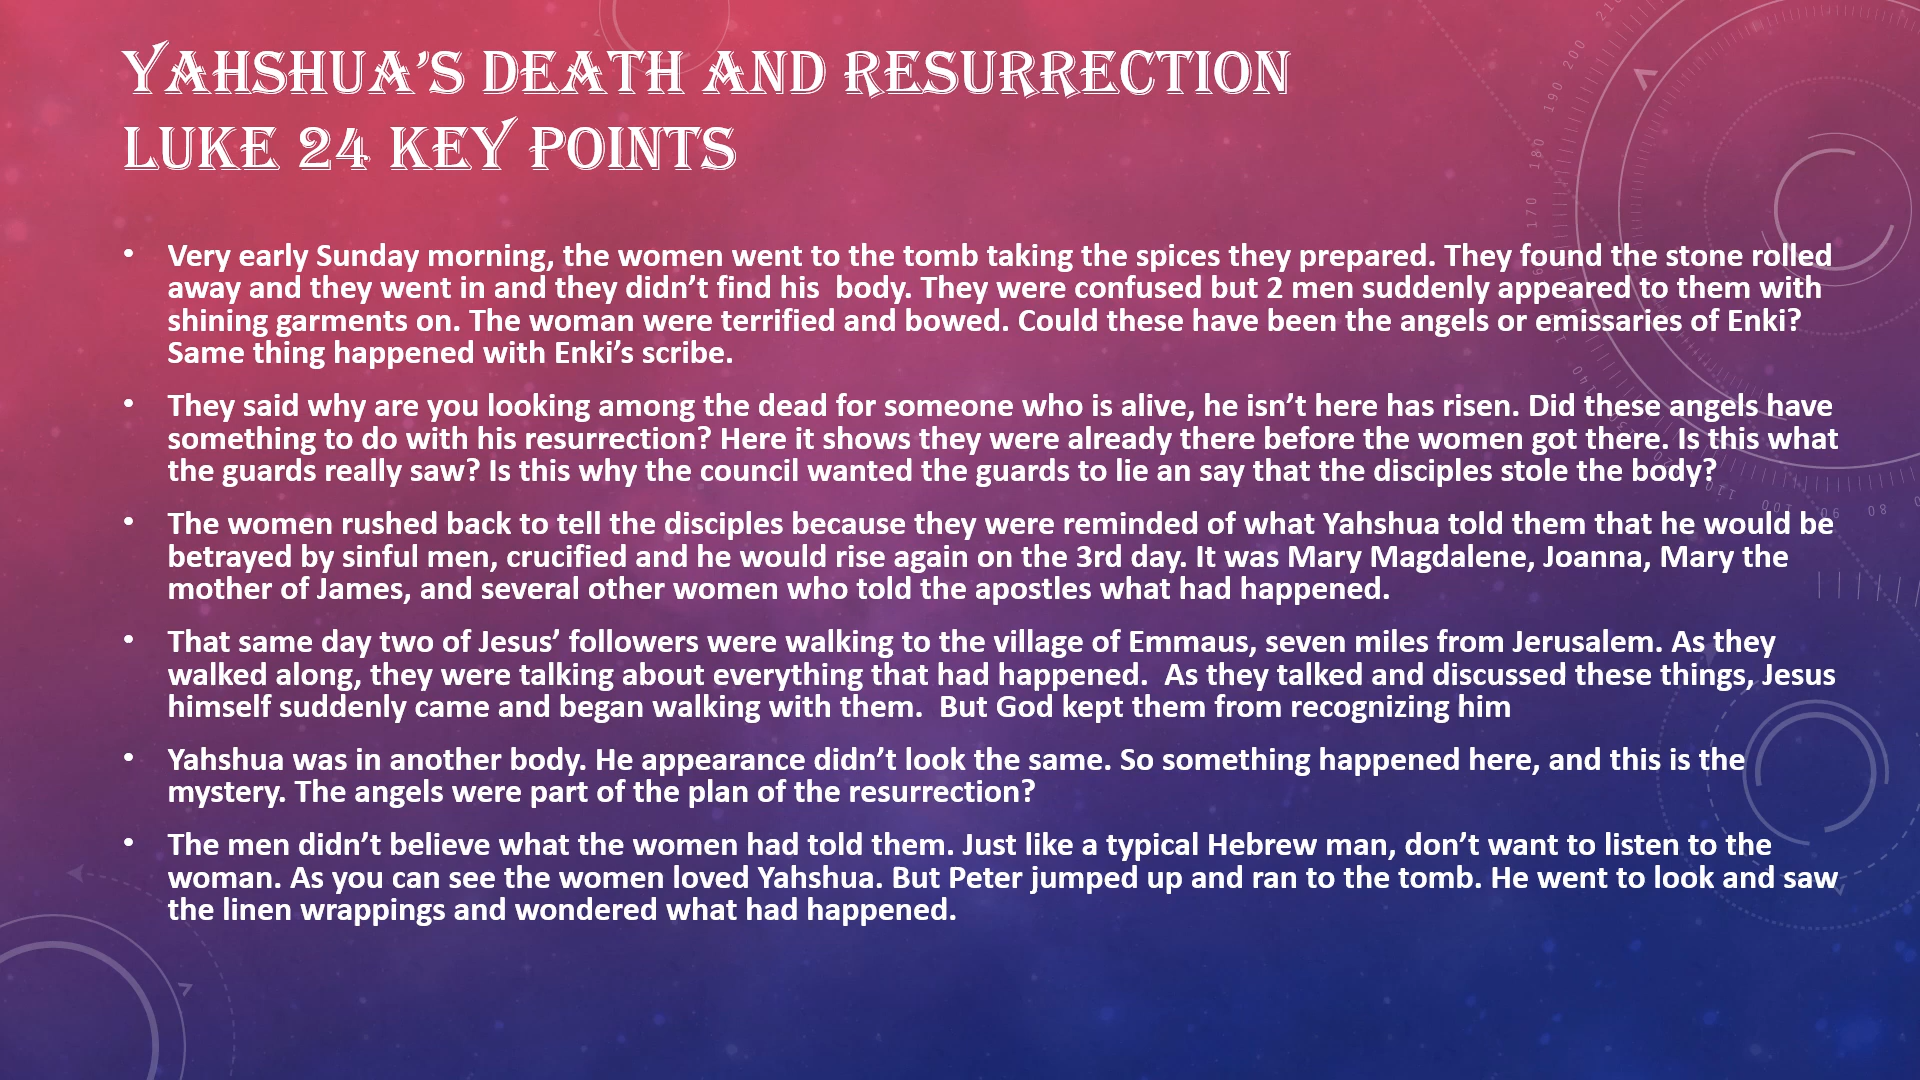 YAHSHUA’S DEATH AND RESURRECTION
LUKE 24 KEY POINTS
• Very early Sunday morning, the women went to the tomb taking the spices they prepared. They found the stone rolled
away and they went in and they didn’t find his  body. They were confused but 2 men suddenly appeared to them with
shining garments on. The woman were terrified and bowed. Could these have been the angels or emissaries of Enki?
Same thing happened with Enki’s scribe.
• They said why are you looking among the dead for someone who is alive, he isn’t here has risen. Did these angels have
something to do with his resurrection? Here it shows they were already there before the women got there. Is this what
the guards really saw? Is this why the council wanted the guards to lie an say that the disciples stole the body?
• The women rushed back to tell the disciples because they were reminded of what Yahshua told them that he would be
betrayed by sinful men, crucified and he would rise again on the 3rd day. It was Mary Magdalene, Joanna, Mary the
mother of James, and several other women who told the apostles what had happened.
• That same day two of Jesus’ followers were walking to the village of Emmaus, seven miles from Jerusalem. As they
walked along, they were talking about everything that had happened.  As they talked and discussed these things, Jesus
himself suddenly came and began walking with them.  But God kept them from recognizing him
• Yahshua was in another body. He appearance didn’t look the same. So something happened here, and this is the
mystery. The angels were part of the plan of the resurrection?
• The men didn’t believe what the women had told them. Just like a typical Hebrew man, don’t want to listen to the
woman. As you can see the women loved Yahshua. But Peter jumped up and ran to the tomb. He went to look and saw
the linen wrappings and wondered what had happened.
200
190
180
170
140
110
100
90
80